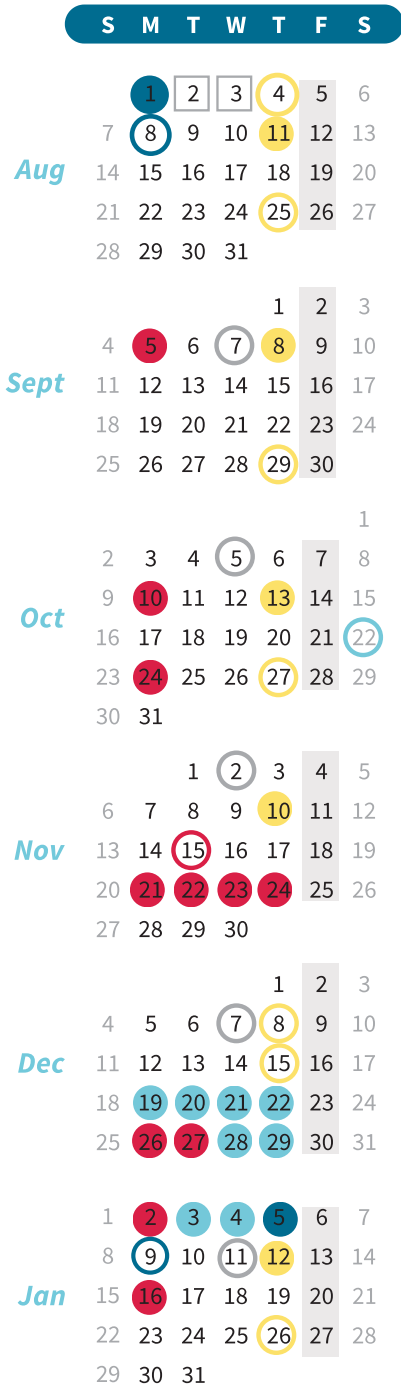 S M T W T F S
1 2 3 4 5 6
7 8 9 10 11 12 13
Aug 14 15 16 17 18 19 20
21 22 23 24 25 26 27
28 29 30 31
1 2 3
4 5 6 7 8 9 10
Sept 11 12 13 14 15 16 17
18 19 20 21 22 23 24
25 26 27 28 29 30
1
2 3 4 5 6 7 8
9 10 11 12 13 14 15
Oct 16 17 18 19 20 21 22
23 24 25 26 27 28 29
30 31
1 2 3 4 5
6 7 8 9 10 11 12
Nov 13 14 15 16 17 18 19
20 21 22 23 24 25 26
27 28 29 30
1 2 3
4 5 6 7 8 9 10
Dec 11 12 13 14 15 16 17
18 19 20 21 22 23 24
25 26 27 28 29 30 31
1 2 3 4 5 6 7
8 9 10 11 12 13 14
Jan 15 16 17 18 19 20 21
22 23 24 25 26 27 28
29 30 31